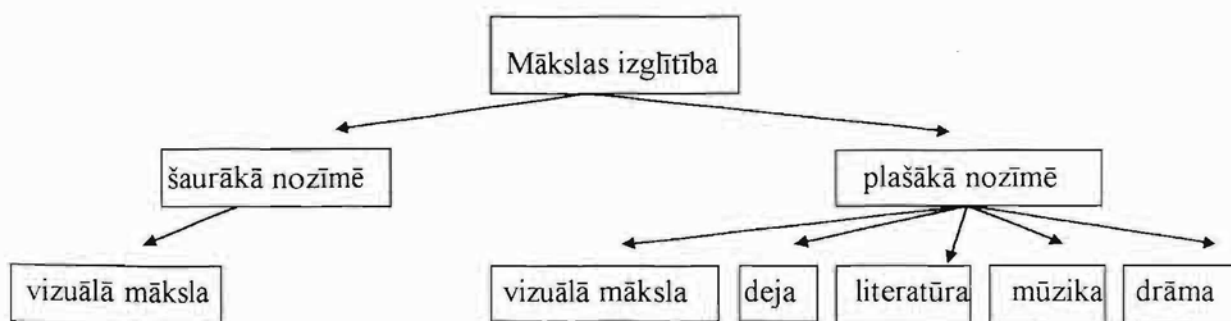 Mākslas izglītība
šaurākā nozīmē
plašākā nozīmē
vizuālā māksla
vizuālā māksla
deja
literatūra
mūzika
drāma